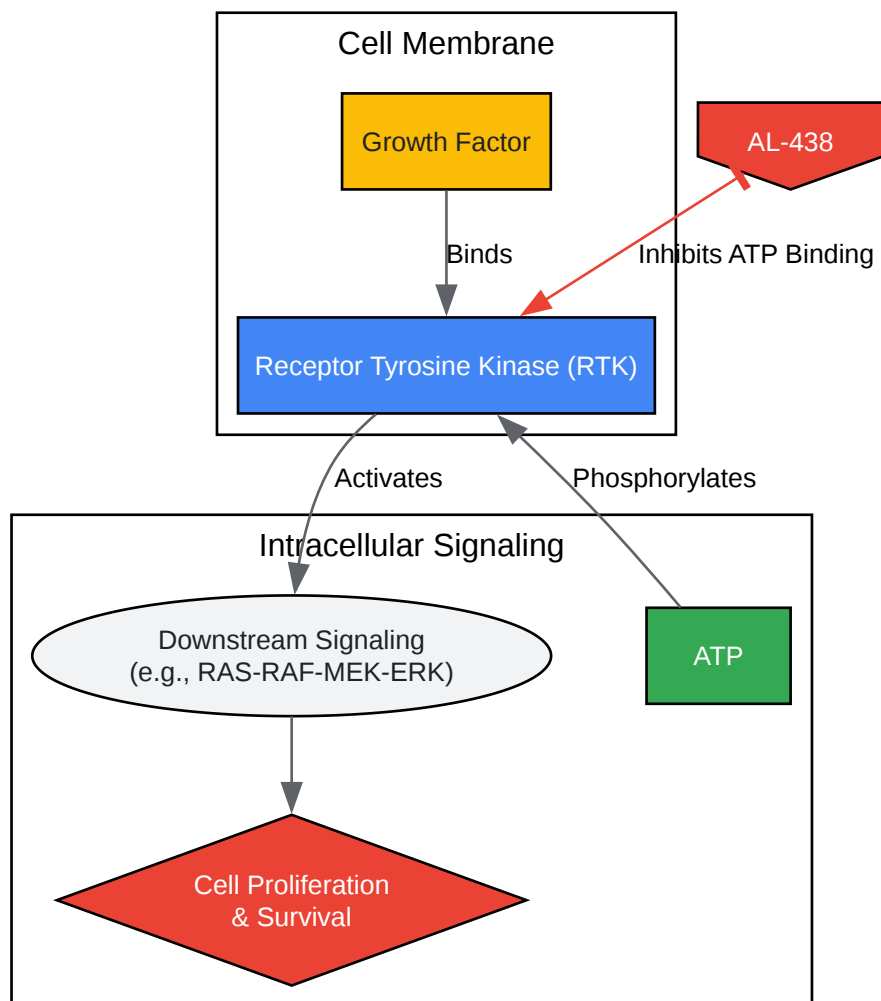 Cell Membrane
Growth Factor
AL-438
Binds
Inhibits ATP Binding
Receptor Tyrosine Kinase (RTK)
Activates
Phosphorylates
Intracellular Signaling
Downstream Signaling
(e.g., RAS-RAF-MEK-ERK)
ATP
Cell Proliferation
& Survival